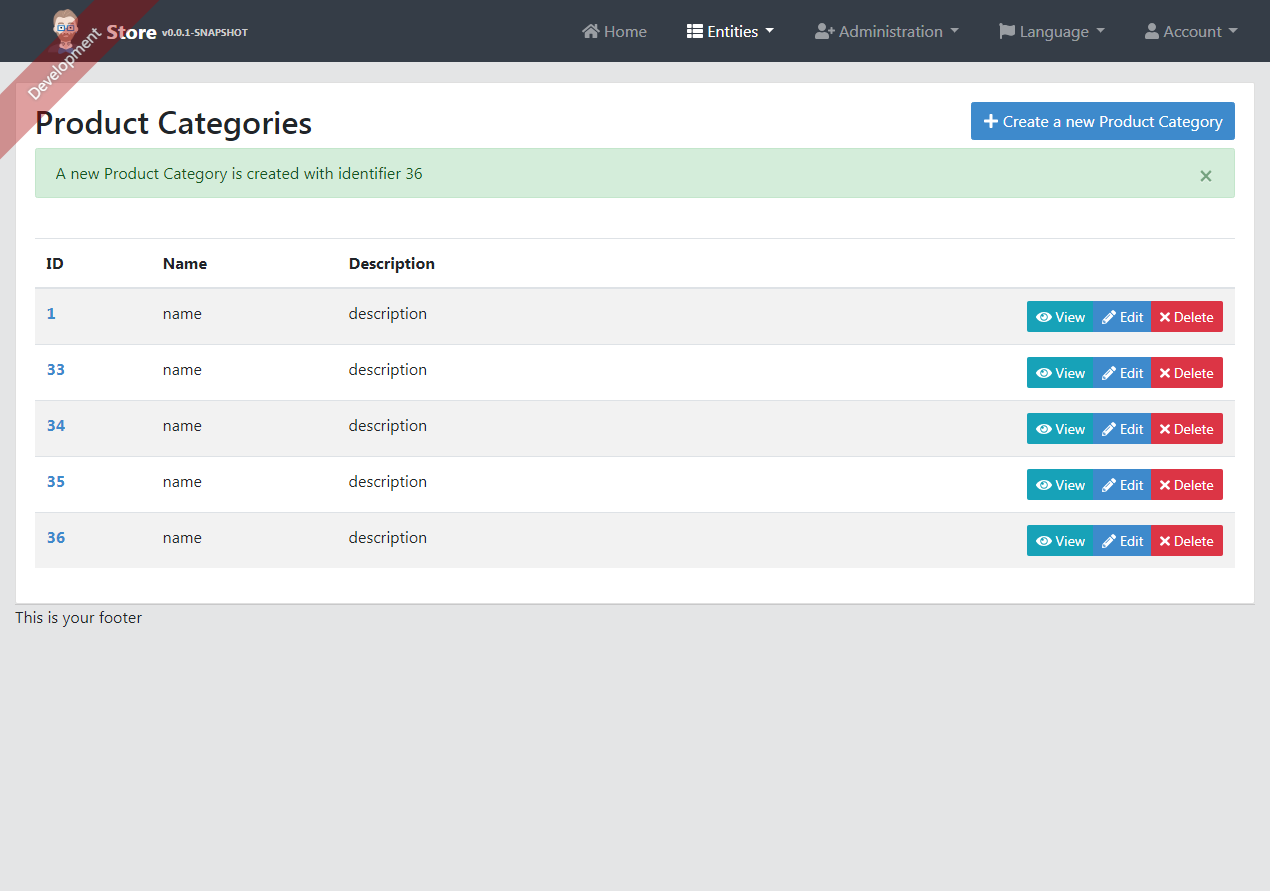 Development
Store v0.0.1-SNAPSHOT Home Entities Administration Language Account
Product Categories Create a new Product Category
A new Product Category is created with identifier 36 ×
ID Name Description
1 name description View Edit Delete
33 name description View Edit Delete
34 name description View Edit Delete
35 name description View Edit Delete
36 name description View Edit Delete
This is your footer